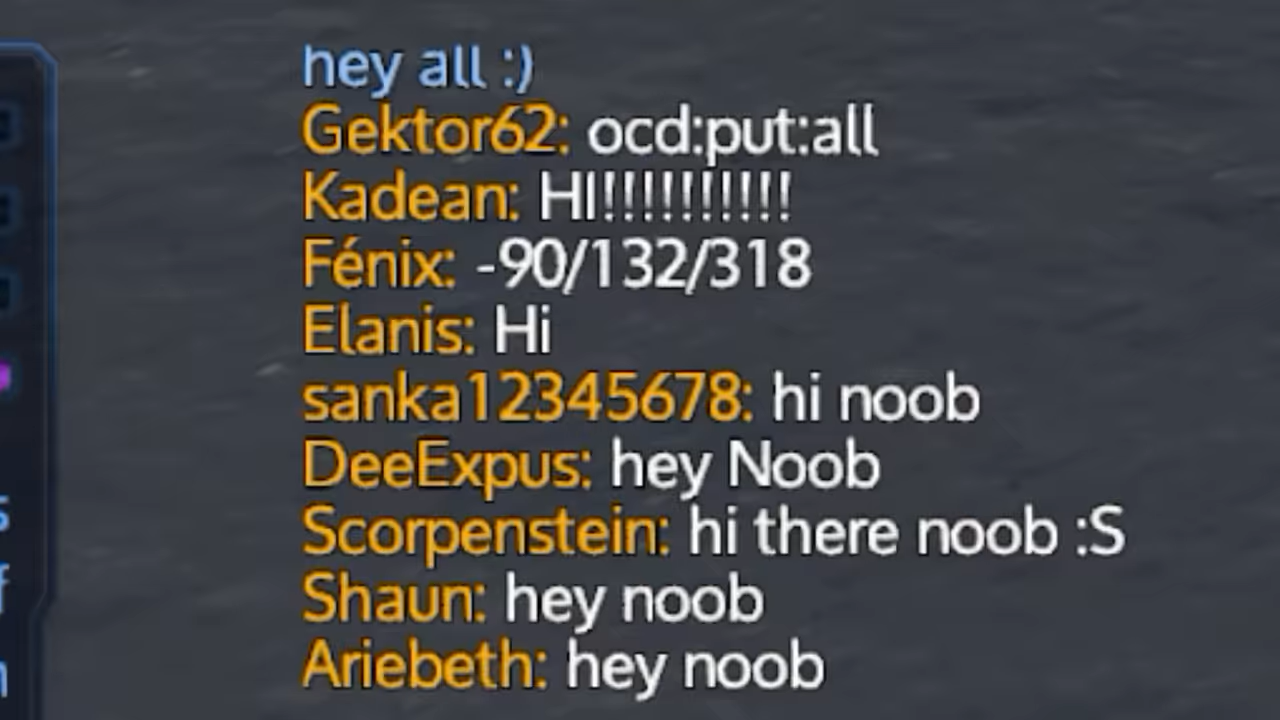 hey all :)
Gektor62: ocd:put:all
Kadean: HI!!!!!!!!!!
Fénix: -90/132/318
Elanis: Hi
sanka12345678: hi noob
DeeExpus: hey Noob
Scorpenstein: hi there noob :S
Shaun: hey noob
Ariebeth: hey noob